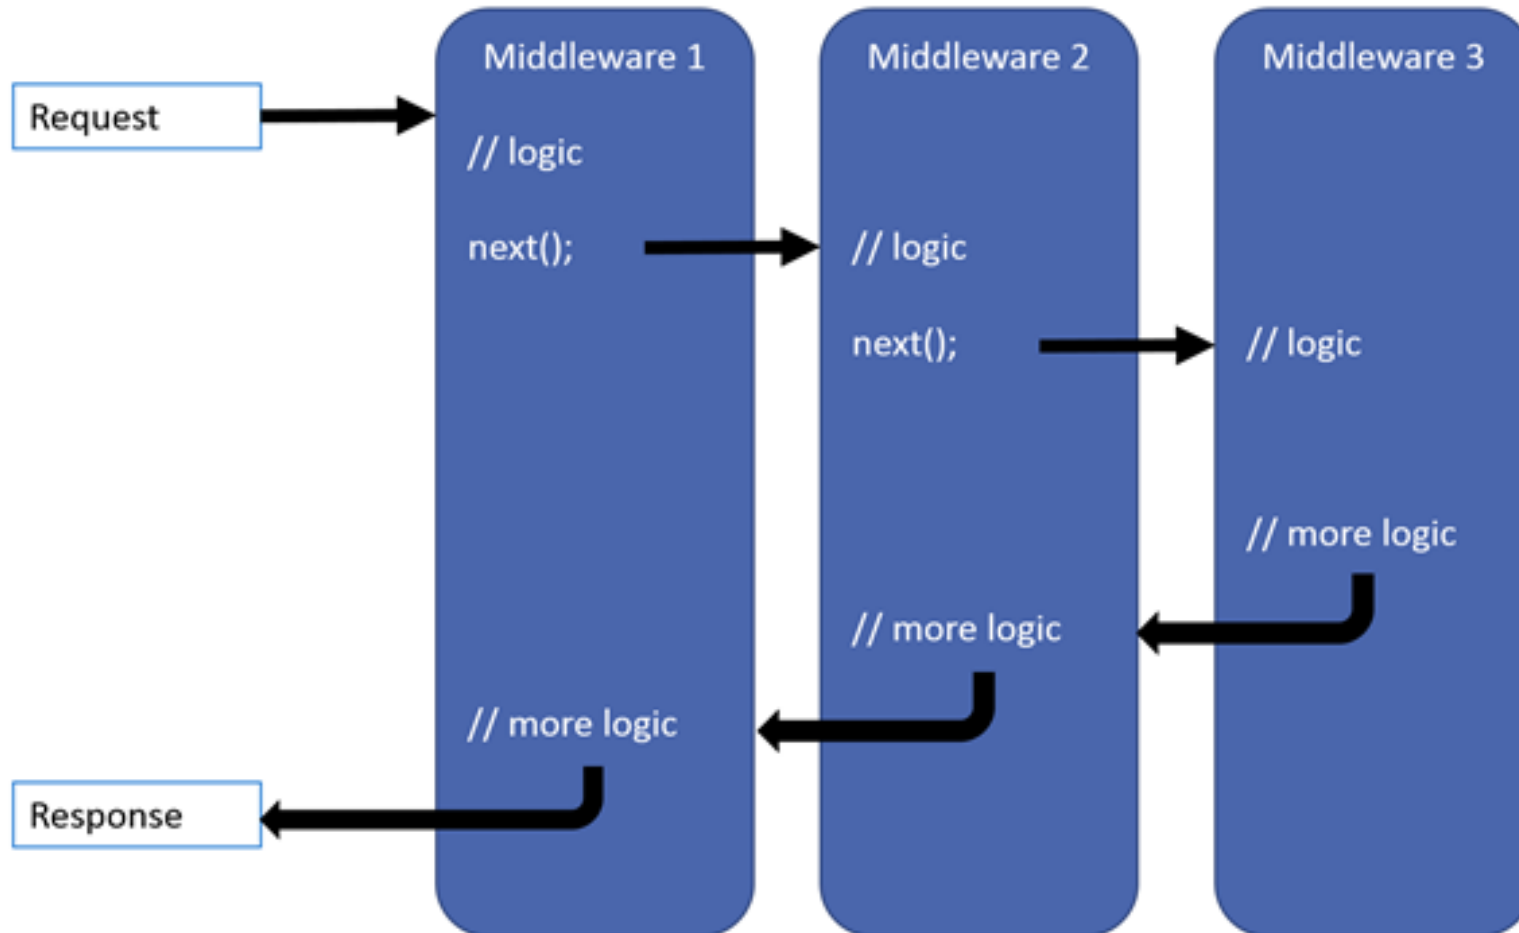 Middleware 1
Middleware 2
Middleware 3
Request
// logic
next();
// logic
next();
// logic
// more logic
// more logic
// more logic
Response